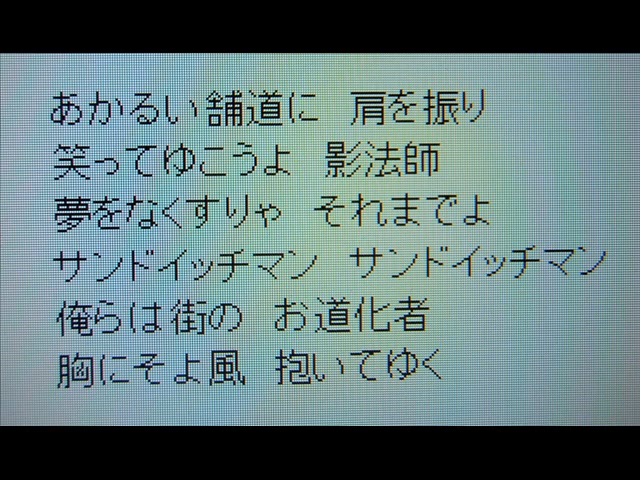 あかるい舗道に　肩を振り
笑ってゆこうよ　影法師
夢をなくすりゃ　それまでよ
サンドイッチマン　サンドイッチマン
俺らは街の　お道化者
胸にそよ風　抱いてゆく